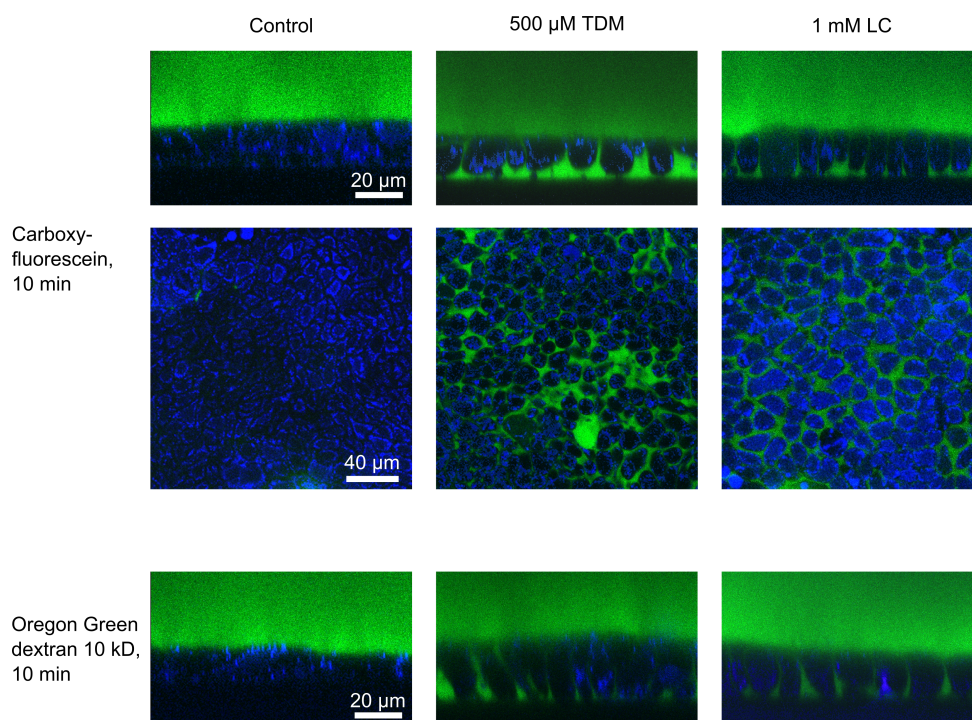 Control
500 µM TDM
1 mM LC
20 µm
Carboxy-
fluorescein,
10 min
40 µm
Oregon Green
dextran 10 kD,
10 min
20 µm